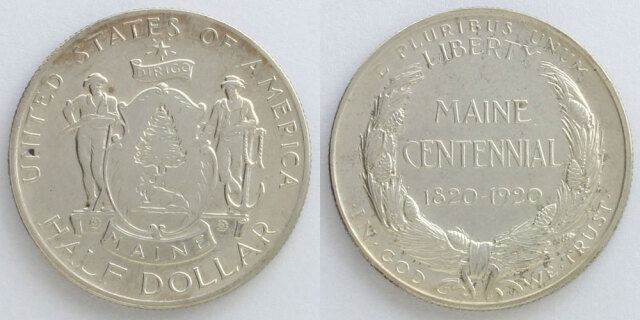 UNITED STATES OF AMERICA
DIRIGO
MAINE
HALF DOLLAR
E PLURIBUS UNUM
LIBERTY
MAINE
CENTENNIAL
1820-1920
IN·GOD WE·TRUST